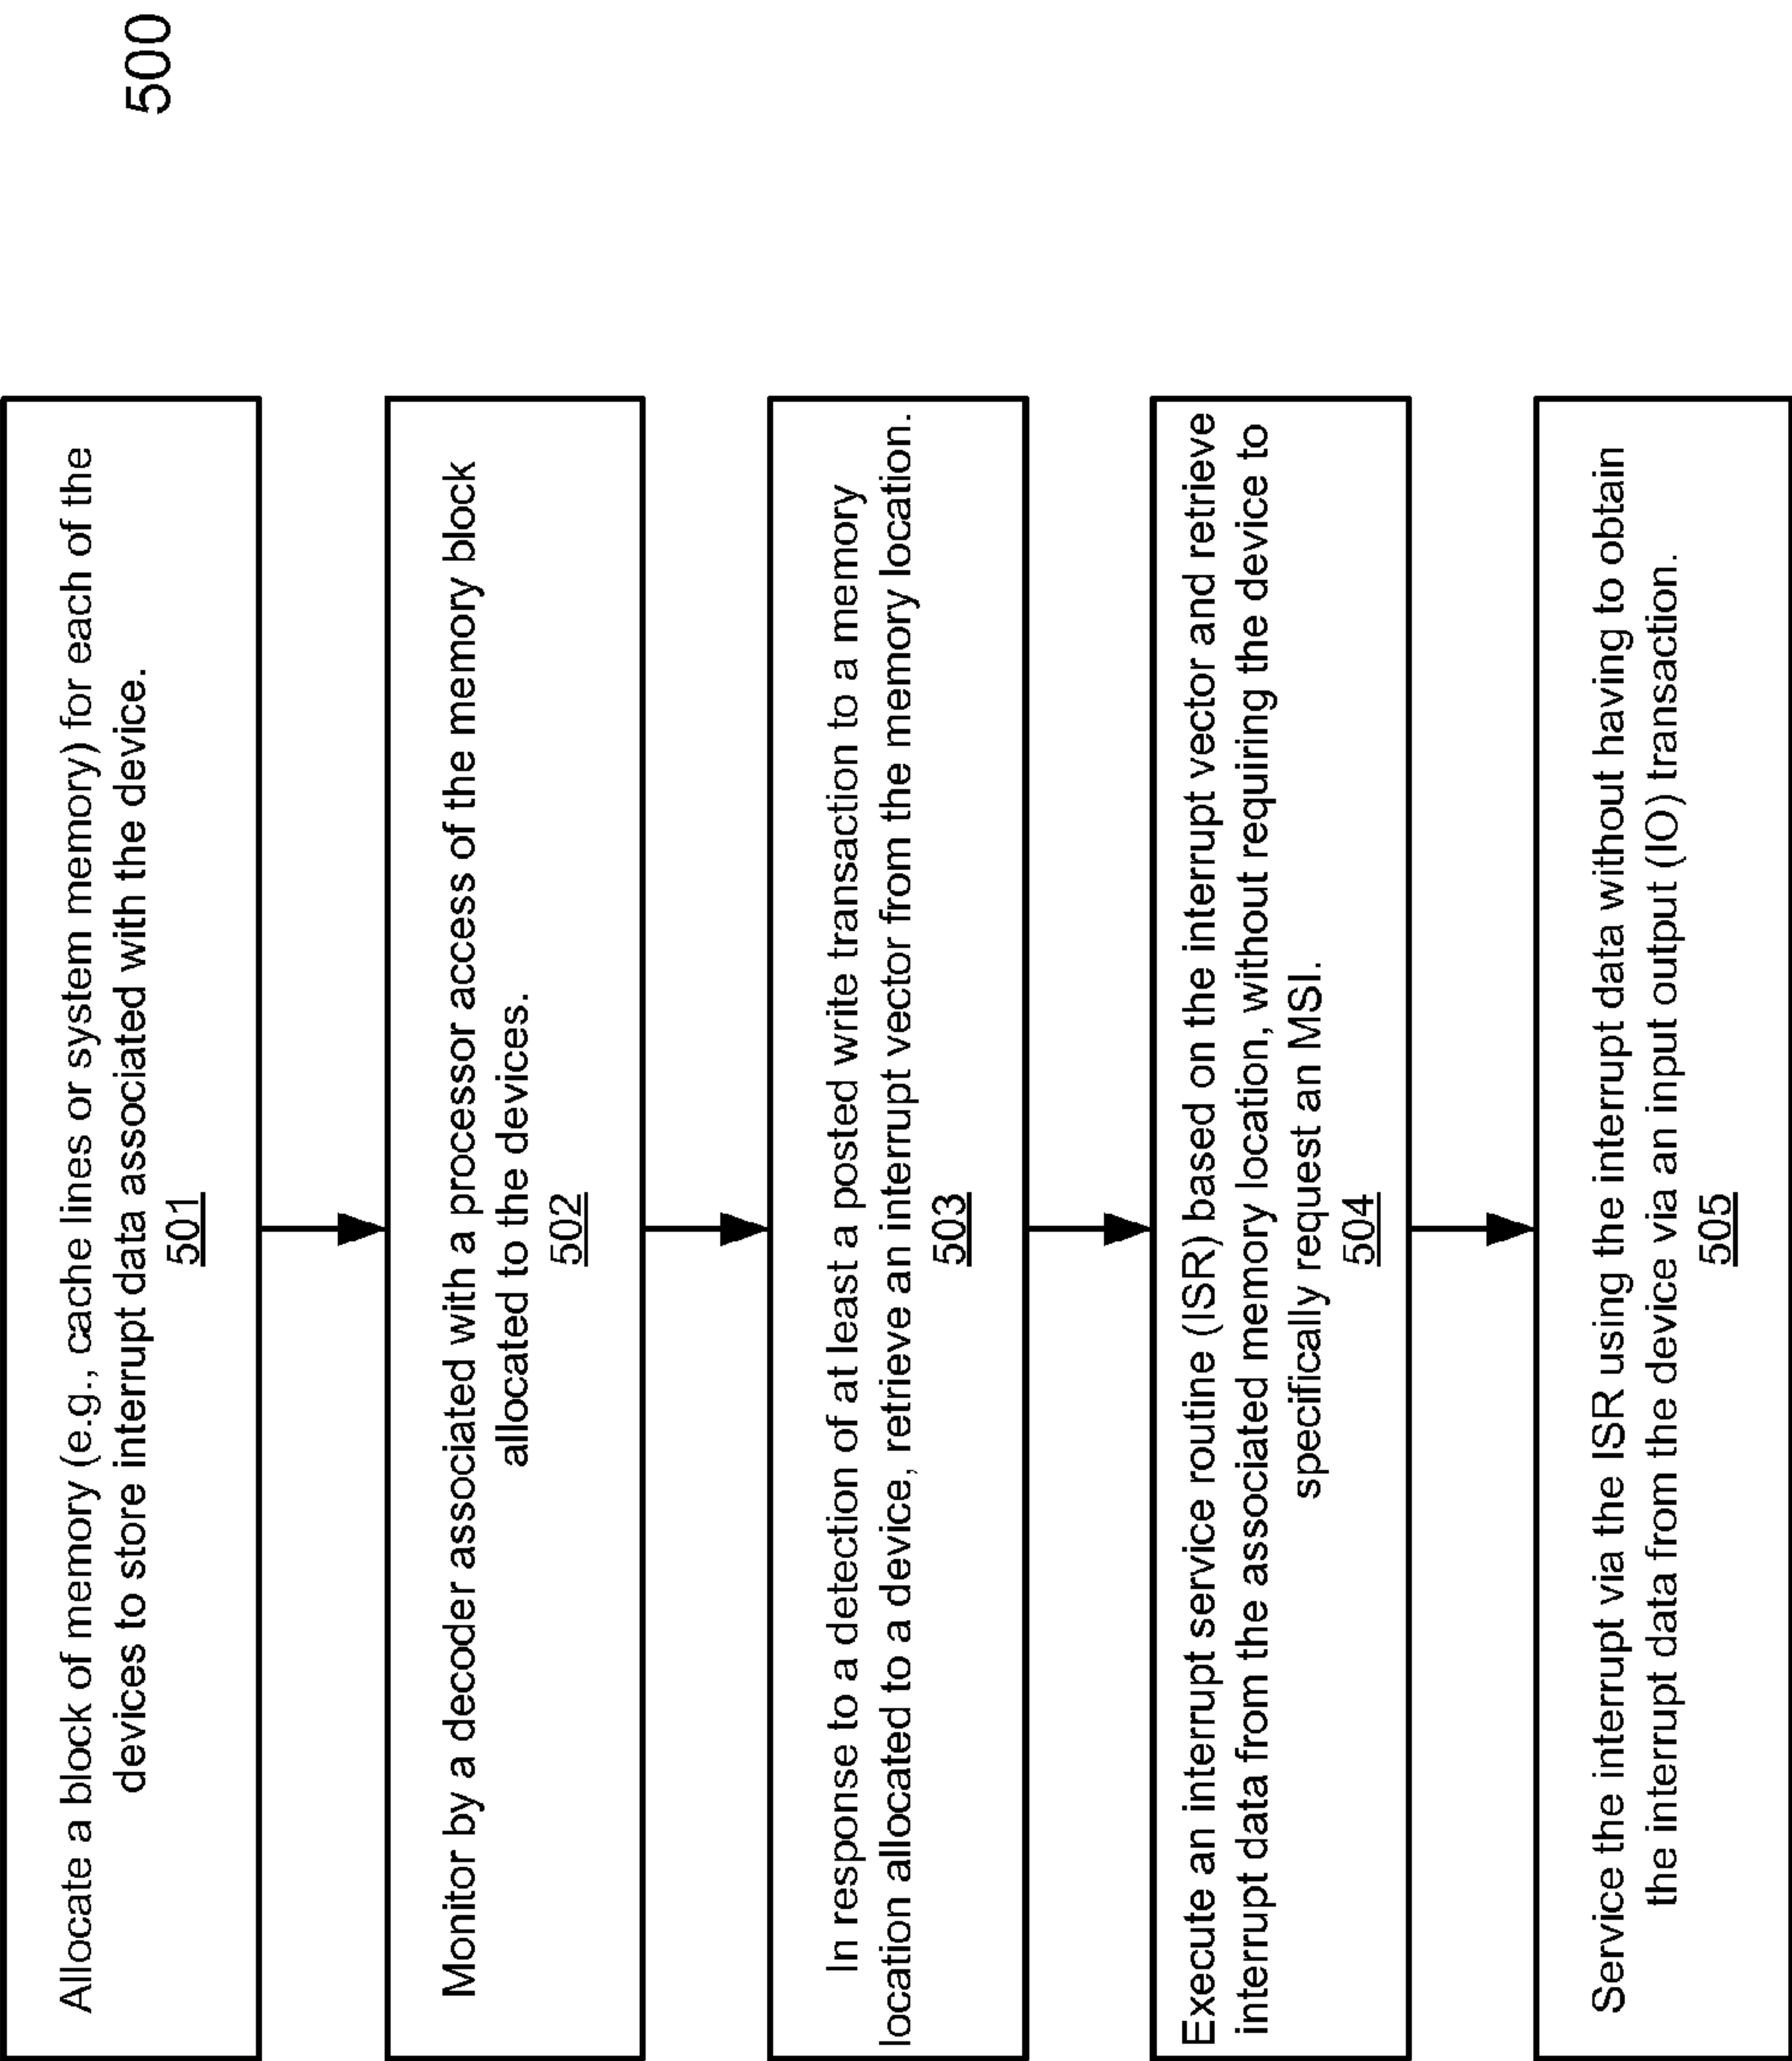 500
Allocate a block of memory (e.g., cache lines or system memory) for each of the
devices to store interrupt data associated with the device.
501
Monitor by a decoder associated with a processor access of the memory block
allocated to the devices.
502
In response to a detection of at least a posted write transaction to a memory
location allocated to a device, retrieve an interrupt vector from the memory location.
503
Execute an interrupt service routine (ISR) based on the interrupt vector and retrieve
interrupt data from the associated memory location, without requiring the device to
specifically request an MSI.
504
Service the interrupt via the ISR using the interrupt data without having to obtain
the interrupt data from the device via an input output (IO) transaction.
505